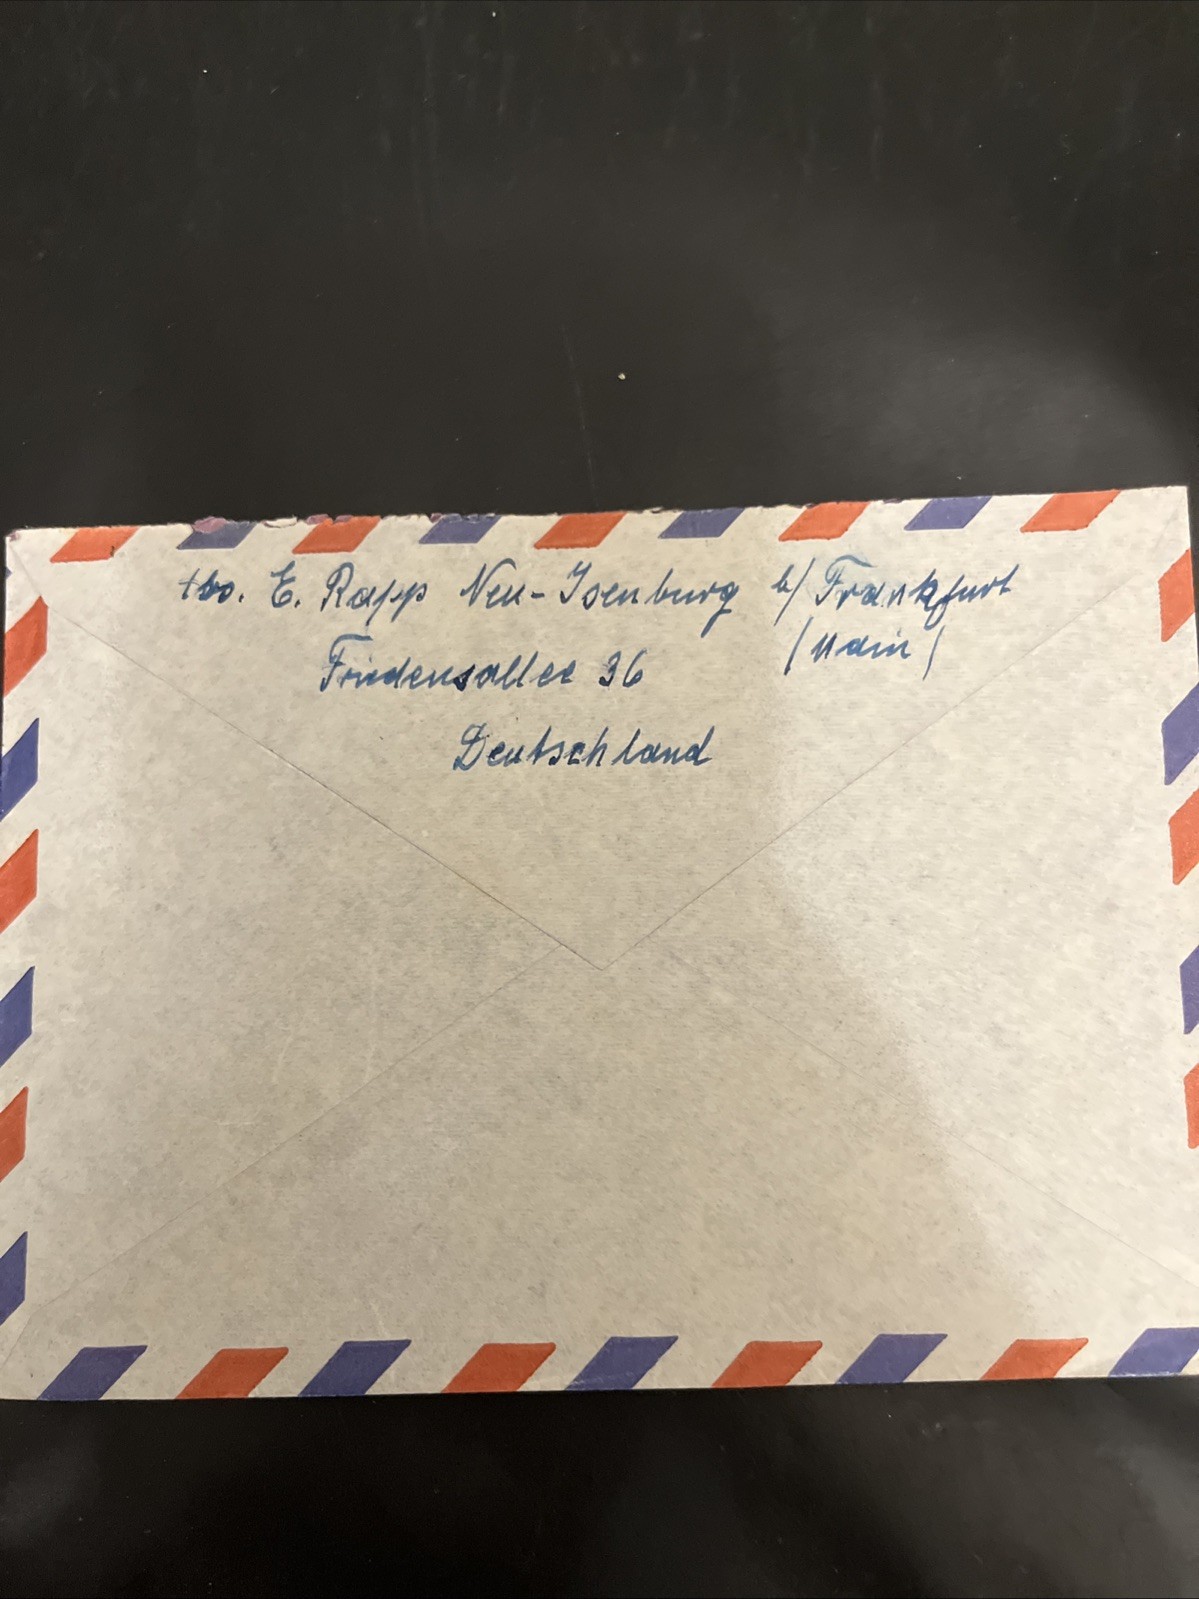 E. Rapp Neu-Isenburg b/Frankfurt
(Main)
Friedensallee 36
Deutschland